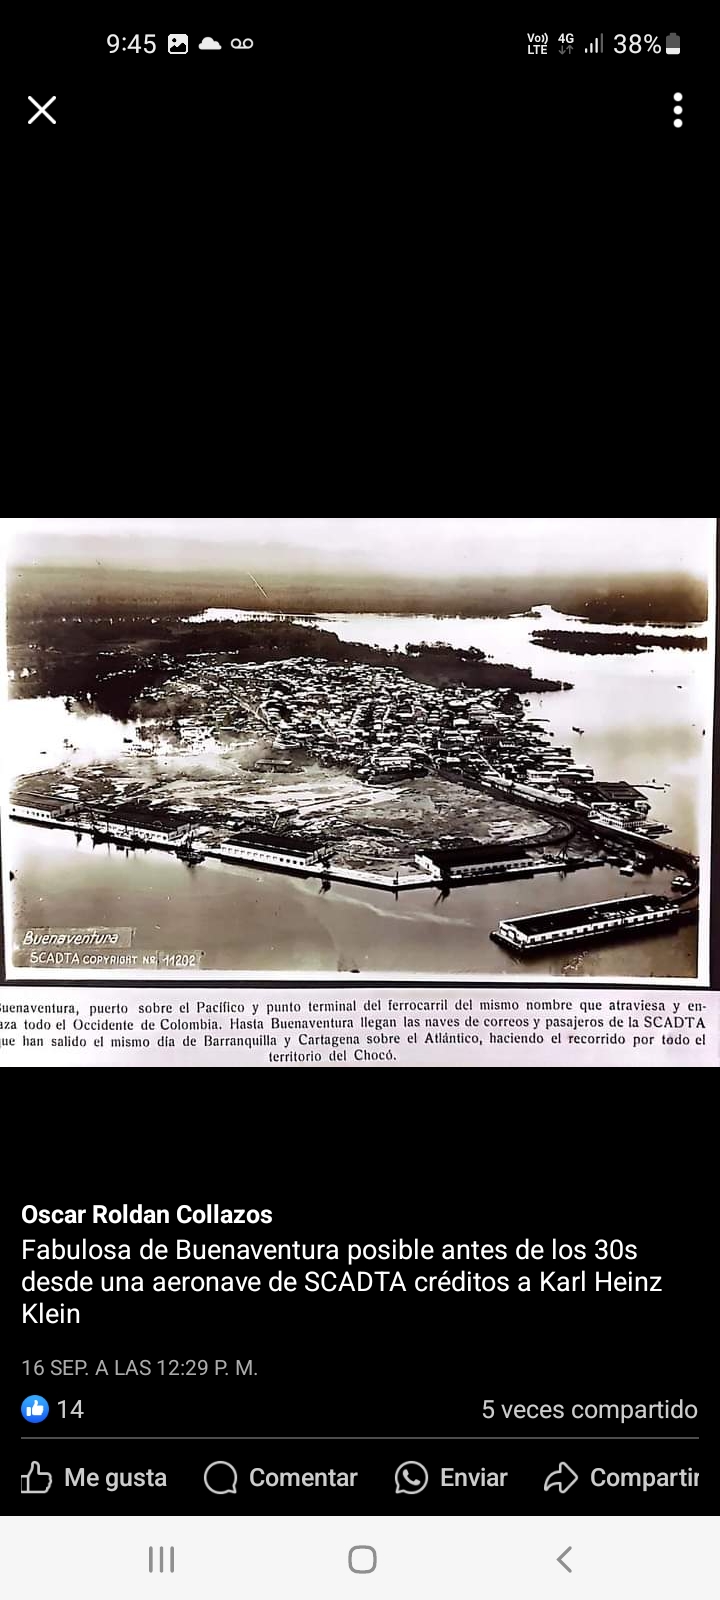 9:45
Vo)) LTE 4G 38%
Buenaventura
SCADTA COPYRIGHT NR. 11202
uenaventura, puerto sobre el Pacífico y punto terminal del ferrocarril del mismo nombre que atraviesa y en-
aza todo el Occidente de Colombia. Hasta Buenaventura llegan las naves de correos y pasajeros de la SCADTA
ue han salido el mismo día de Barranquilla y Cartagena sobre el Atlántico, haciendo el recorrido por todo el
territorio del Chocó.
Oscar Roldan Collazos
Fabulosa de Buenaventura posible antes de los 30s
desde una aeronave de SCADTA créditos a Karl Heinz
Klein
16 SEP. A LAS 12:29 P. M.
14
5 veces compartido
Me gusta
Comentar
Enviar
Compartir